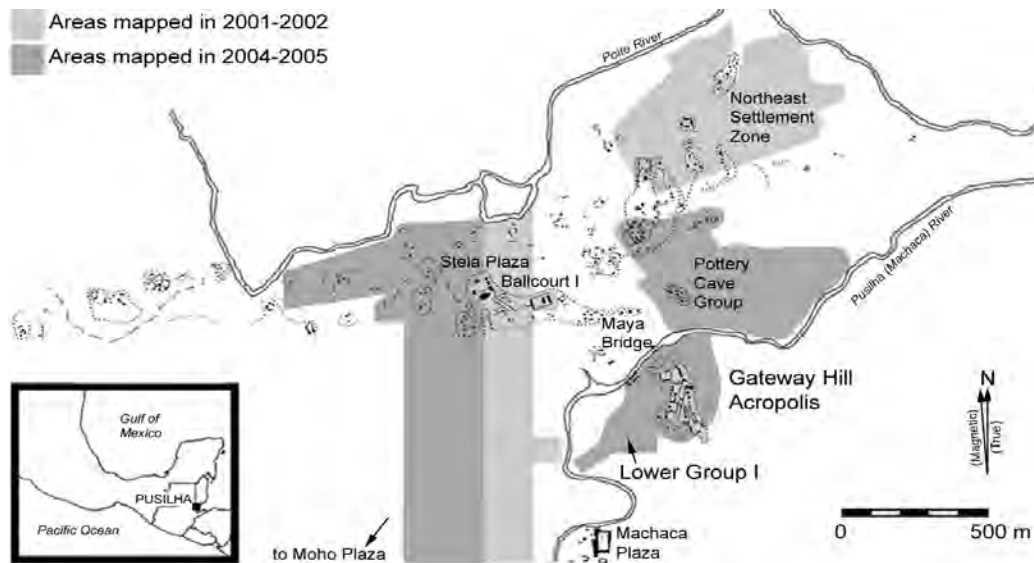 Areas mapped in 2001-2002
Areas mapped in 2004-2005
Poite River
Northeast
Settlement
Zone
Stela Plaza
Ballcourt I
Pottery
Cave
Group
Pusilha (Machaca) River
Maya
Bridge
Gateway Hill
Acropolis
Lower Group I
Machaca
Plaza
to Moho Plaza
Gulf of
Mexico
PUSILHA
Pacific Ocean
N
(Magnetic)
(True)
0
500 m